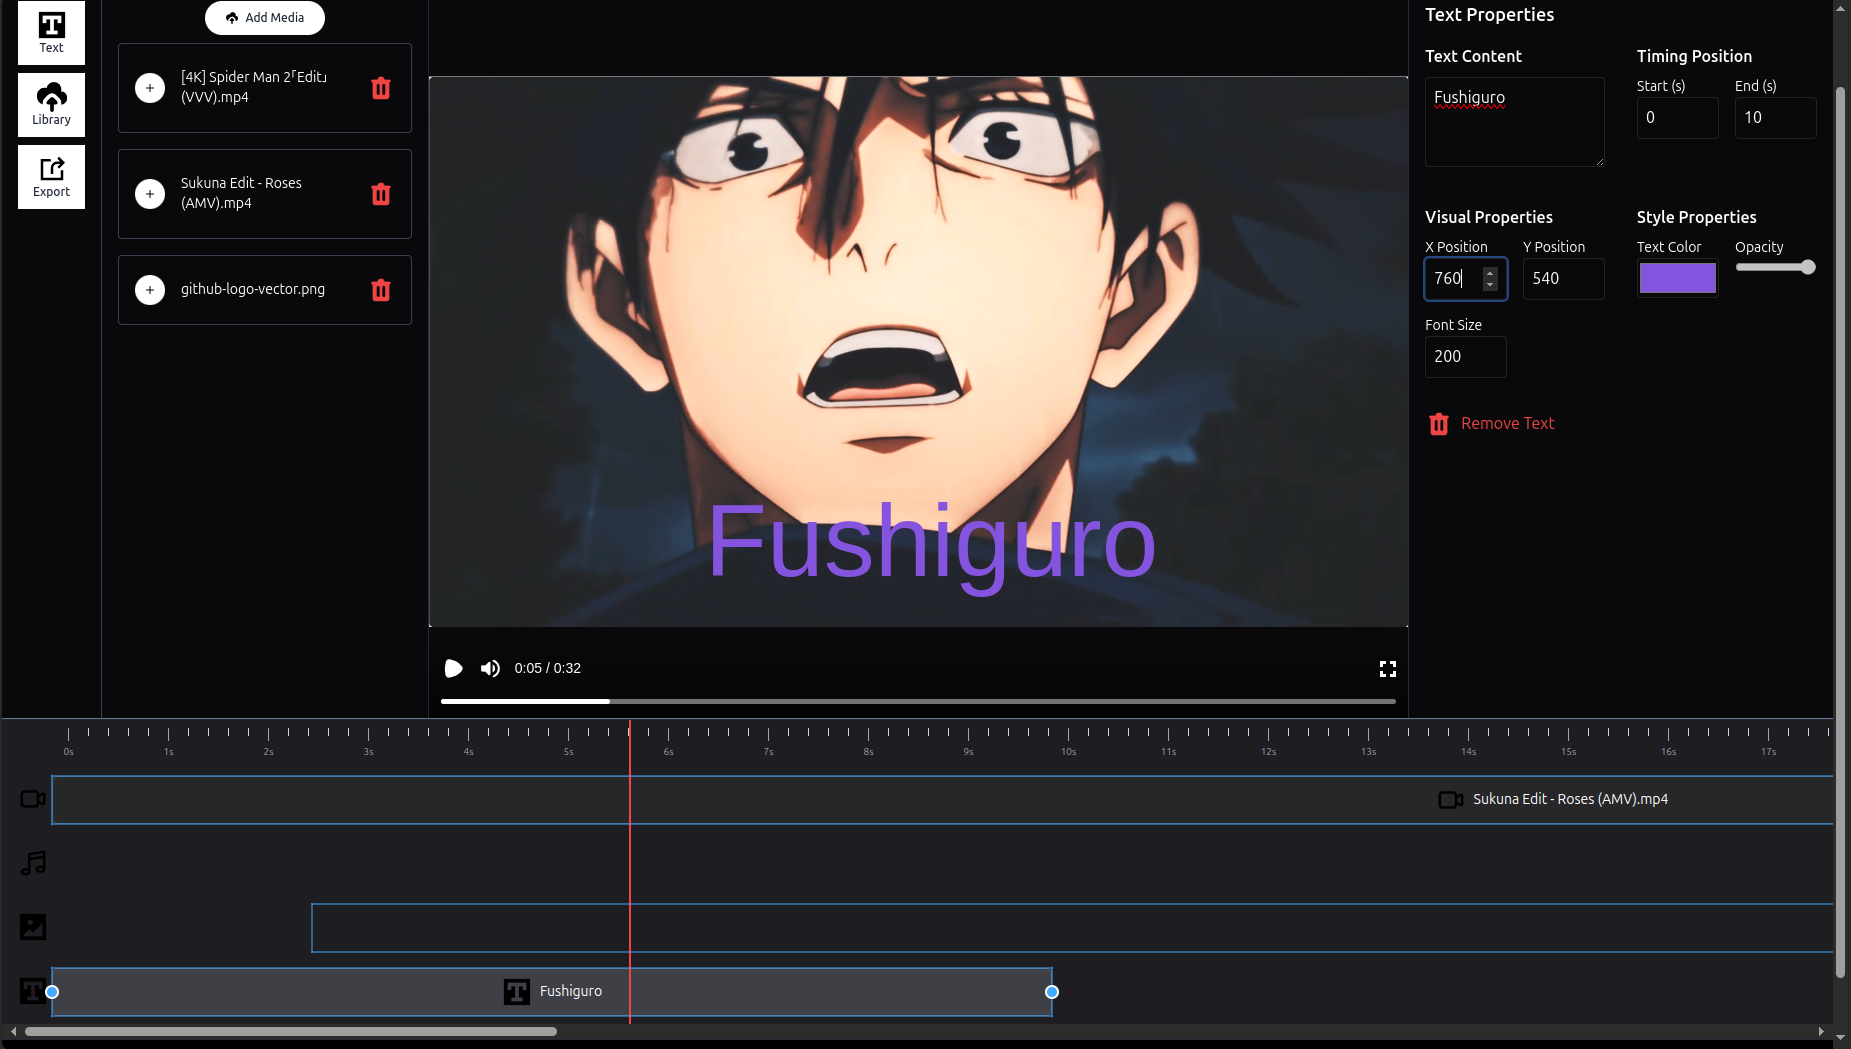 Text
Library
Export
Add Media
[4K] Spider Man 2「Edit」
(VVV).mp4
Sukuna Edit - Roses
(AMV).mp4
github-logo-vector.png
Fushiguro
0:05 / 0:32
Text Properties
Text Content
Fushiguro
Timing Position
Start (s)
End (s)
0
10
Visual Properties
X Position
Y Position
760
540
Font Size
200
Style Properties
Text Color
Opacity
Remove Text
0s 1s 2s 3s 4s 5s 6s 7s 8s 9s 10s 11s 12s 13s 14s 15s 16s 17s
Sukuna Edit - Roses (AMV).mp4
Fushiguro